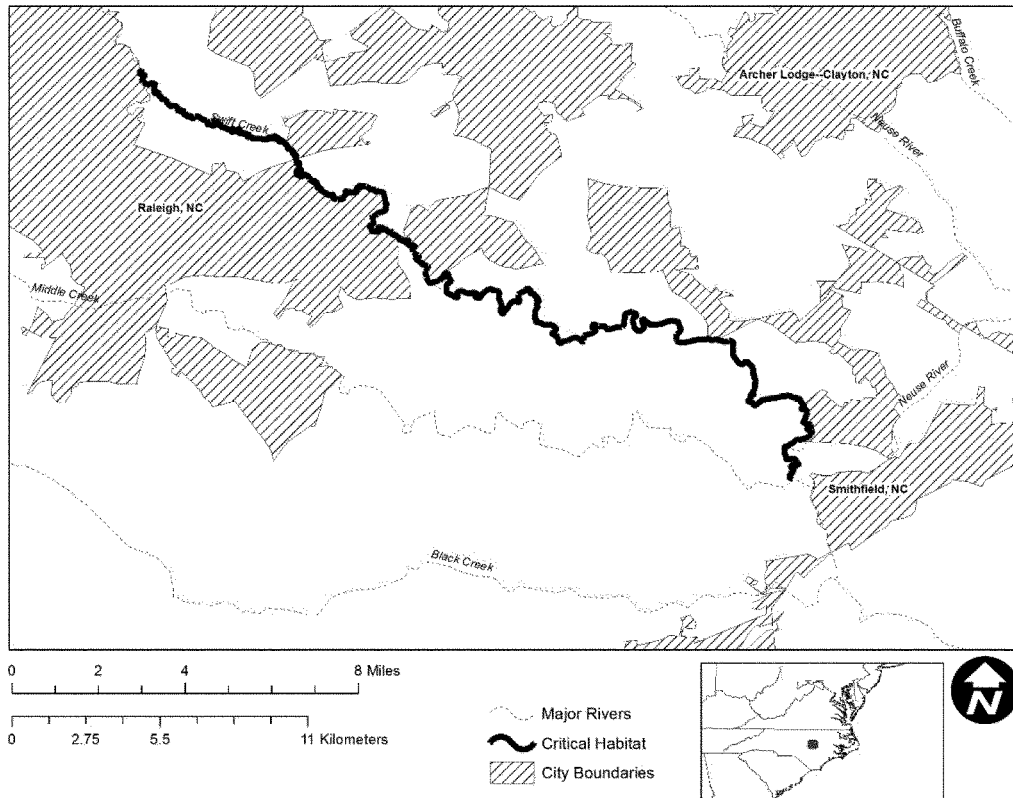 Buffalo Creek
Archer Lodge--Clayton, NC
Neuse River
Swift Creek
Raleigh, NC
Middle Creek
Neuse River
Smithfield, NC
Black Creek
0 2 4 8 Miles
0 2.75 5.5 11 Kilometers
Major Rivers
Critical Habitat
City Boundaries
N